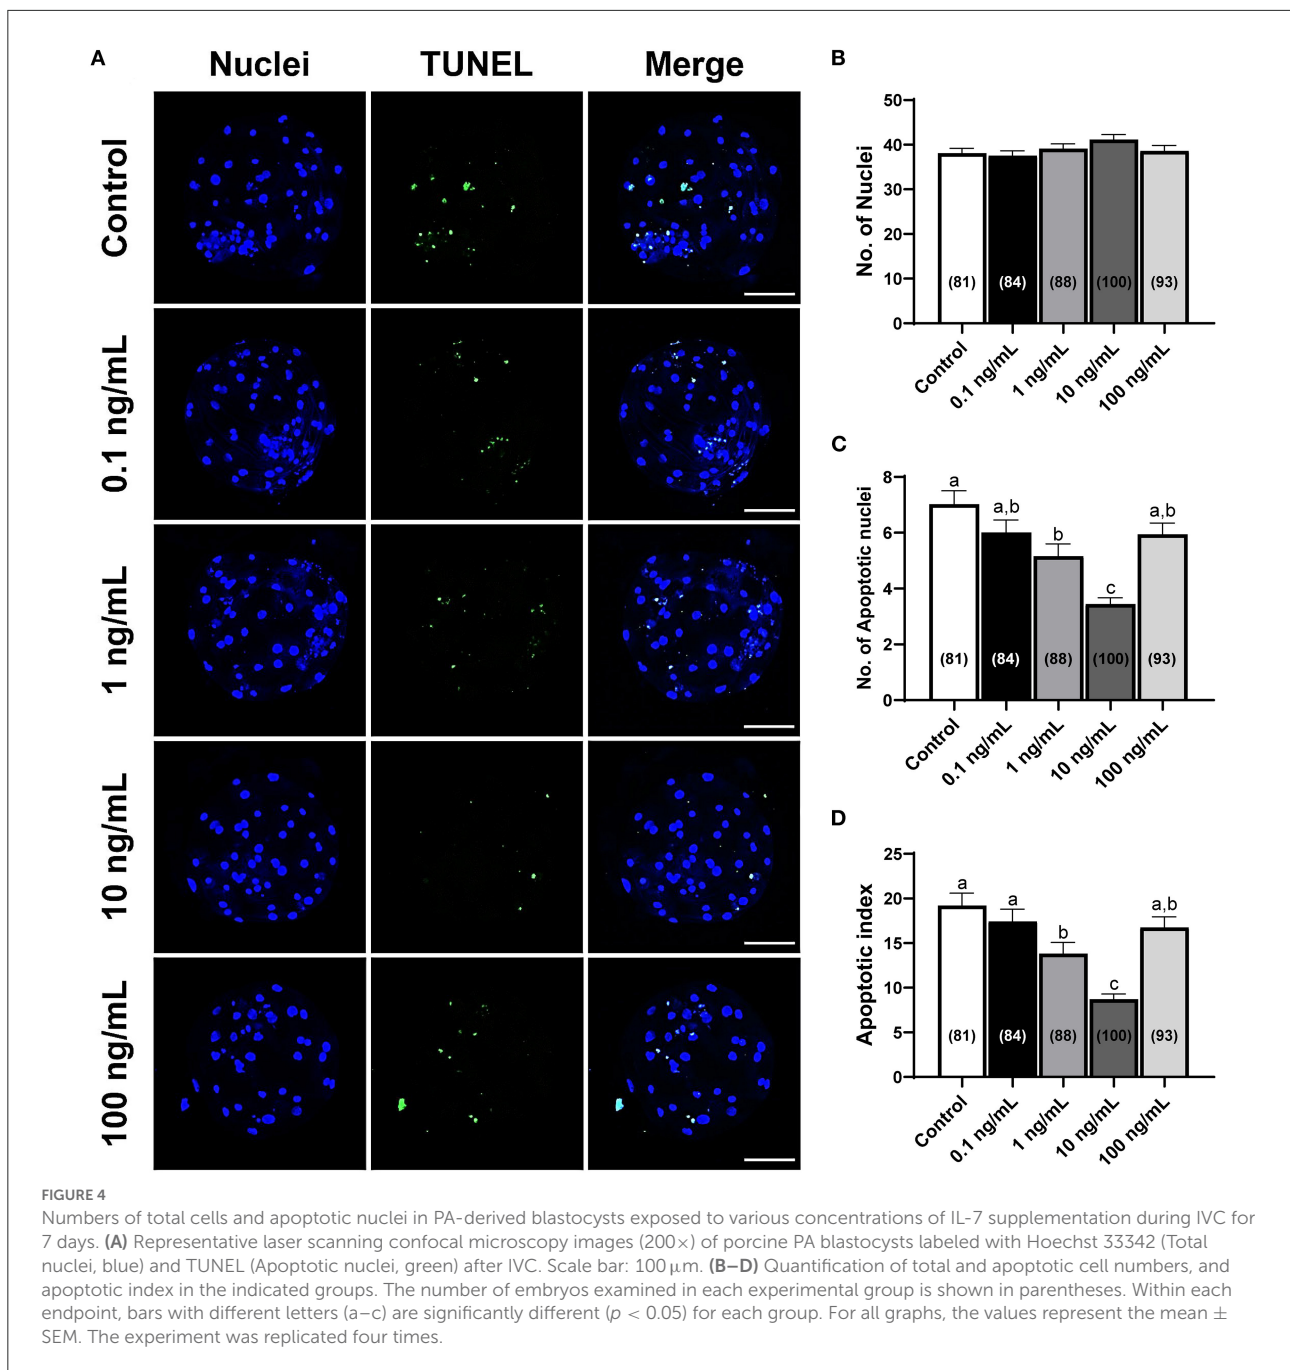 A
Nuclei TUNEL Merge
Control
0.1 ng/mL
1 ng/mL
10 ng/mL
100 ng/mL
B
No. of Nuclei
50
40
30
20
10
0
(81) (84) (88) (100) (93)
Control 0.1 ng/mL 1 ng/mL 10 ng/mL 100 ng/mL
C
No. of Apoptotic nuclei
8
6
4
2
0
a a,b b c a,b
(81) (84) (88) (100) (93)
Control 0.1 ng/mL 1 ng/mL 10 ng/mL 100 ng/mL
D
Apoptotic index
25
20
15
10
5
0
a a b c a,b
(81) (84) (88) (100) (93)
Control 0.1 ng/mL 1 ng/mL 10 ng/mL 100 ng/mL
FIGURE 4
Numbers of total cells and apoptotic nuclei in PA-derived blastocysts exposed to various concentrations of IL-7 supplementation during IVC for
7 days. (A) Representative laser scanning confocal microscopy images (200×) of porcine PA blastocysts labeled with Hoechst 33342 (Total
nuclei, blue) and TUNEL (Apoptotic nuclei, green) after IVC. Scale bar: 100 μm. (B–D) Quantification of total and apoptotic cell numbers, and
apoptotic index in the indicated groups. The number of embryos examined in each experimental group is shown in parentheses. Within each
endpoint, bars with different letters (a–c) are significantly different (p < 0.05) for each group. For all graphs, the values represent the mean ±
SEM. The experiment was replicated four times.